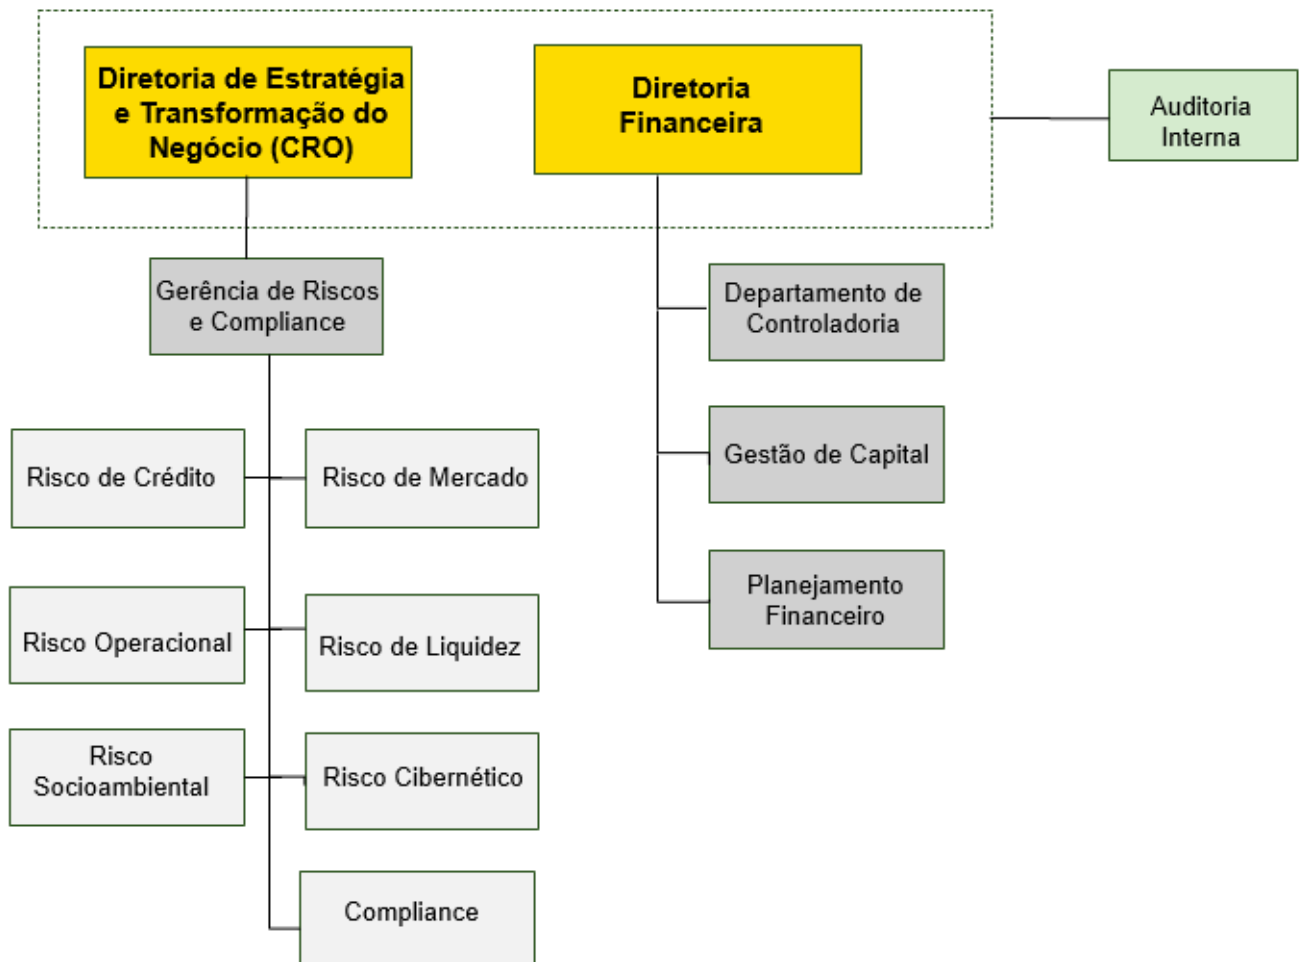 Diretoria de Estratégia
e Transformação do
Negócio (CRO)
Diretoria
Financeira
Auditoria
Interna
Gerência de Riscos
e Compliance
Departamento de
Controladoria
Gestão de Capital
Planejamento
Financeiro
Risco de Crédito
Risco de Mercado
Risco Operacional
Risco de Liquidez
Risco
Socioambiental
Risco Cibernético
Compliance